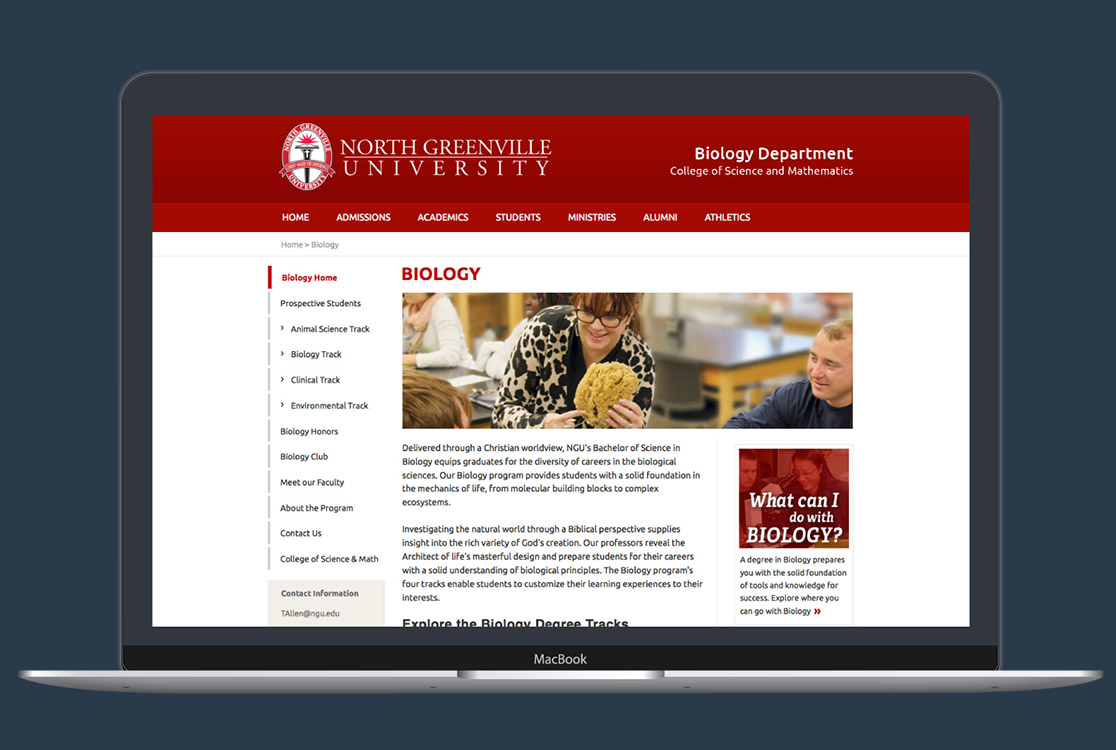 NORTH GREENVILLE
UNIVERSITY
Biology Department
College of Science and Mathematics
HOME ADMISSIONS ACADEMICS STUDENTS MINISTRIES ALUMNI ATHLETICS
Home > Biology
Biology Home
Prospective Students
› Animal Science Track
› Biology Track
› Clinical Track
› Environmental Track
Biology Honors
Biology Club
Meet our Faculty
About the Program
Contact Us
College of Science & Math
Contact Information
TAllen@ngu.edu
BIOLOGY
Delivered through a Christian worldview, NGU's Bachelor of Science in
Biology equips graduates for the diversity of careers in the biological
sciences. Our Biology program provides students with a solid foundation in
the mechanics of life, from molecular building blocks to complex
ecosystems.
Investigating the natural world through a Biblical perspective supplies
insight into the rich variety of God's creation. Our professors reveal the
Architect of life's masterful design and prepare students for their careers
with a solid understanding of biological principles. The Biology program's
four tracks enable students to customize their learning experiences to their
interests.
Explore the Biology Degree Tracks
What can I
do with
BIOLOGY?
A degree in Biology prepares
you with the solid foundation
of tools and knowledge for
success. Explore where you
can go with Biology »
MacBook